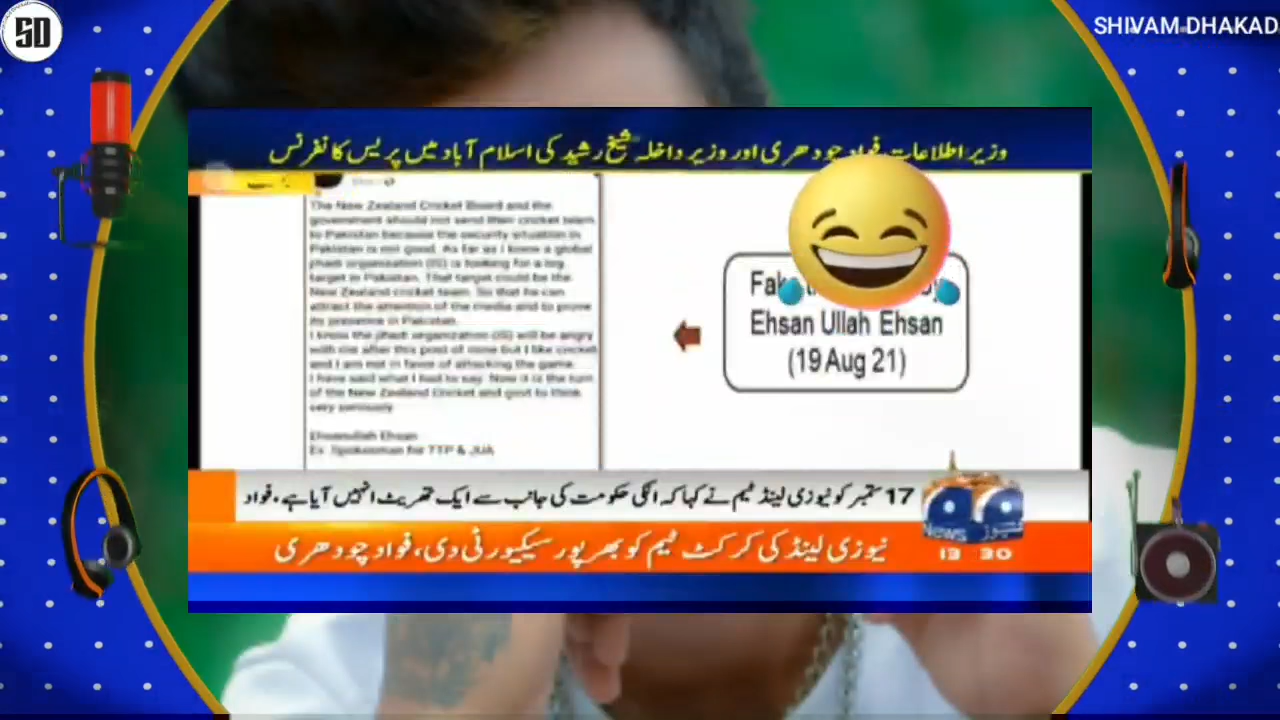 SD
SHIVAM DHAKAD
وزیر اطلاعات فواد چودھری اور وزیر داخلہ شیخ رشید کی اسلام آباد میں پریس کانفرنس
The New Zealand Cricket Board and the
government should not send their cricket team
to Pakistan because the security situation in
Pakistan is not good. As far as I know a global
jihadi organization (IS) is looking for a big
target in Pakistan. That target could be the
New Zealand cricket team. So that he can
attract the attention of the media and to prove
its presence in Pakistan.
I know the jihadi organization (IS) will be angry
with me after this post of mine but I like cricket
and I am not in favor of attacking the game.
I have said what I had to say. Now it is the turn
of the New Zealand Cricket and govt to think
very seriously
Ehsanullah Ehsan
Ex Spokesman for TTP & JUA
Ehsan Ullah Ehsan
(19 Aug 21)
17 ستمبر کو نیوزی لینڈ ٹیم نے کہا کہ انکی حکومت کی جانب سے ایک تھریٹ انہیں آیا ہے، فواد
نیوزی لینڈ کی کرکٹ ٹیم کو بھرپور سیکیورٹی دی، فواد چودھری
News نیوز
13 30